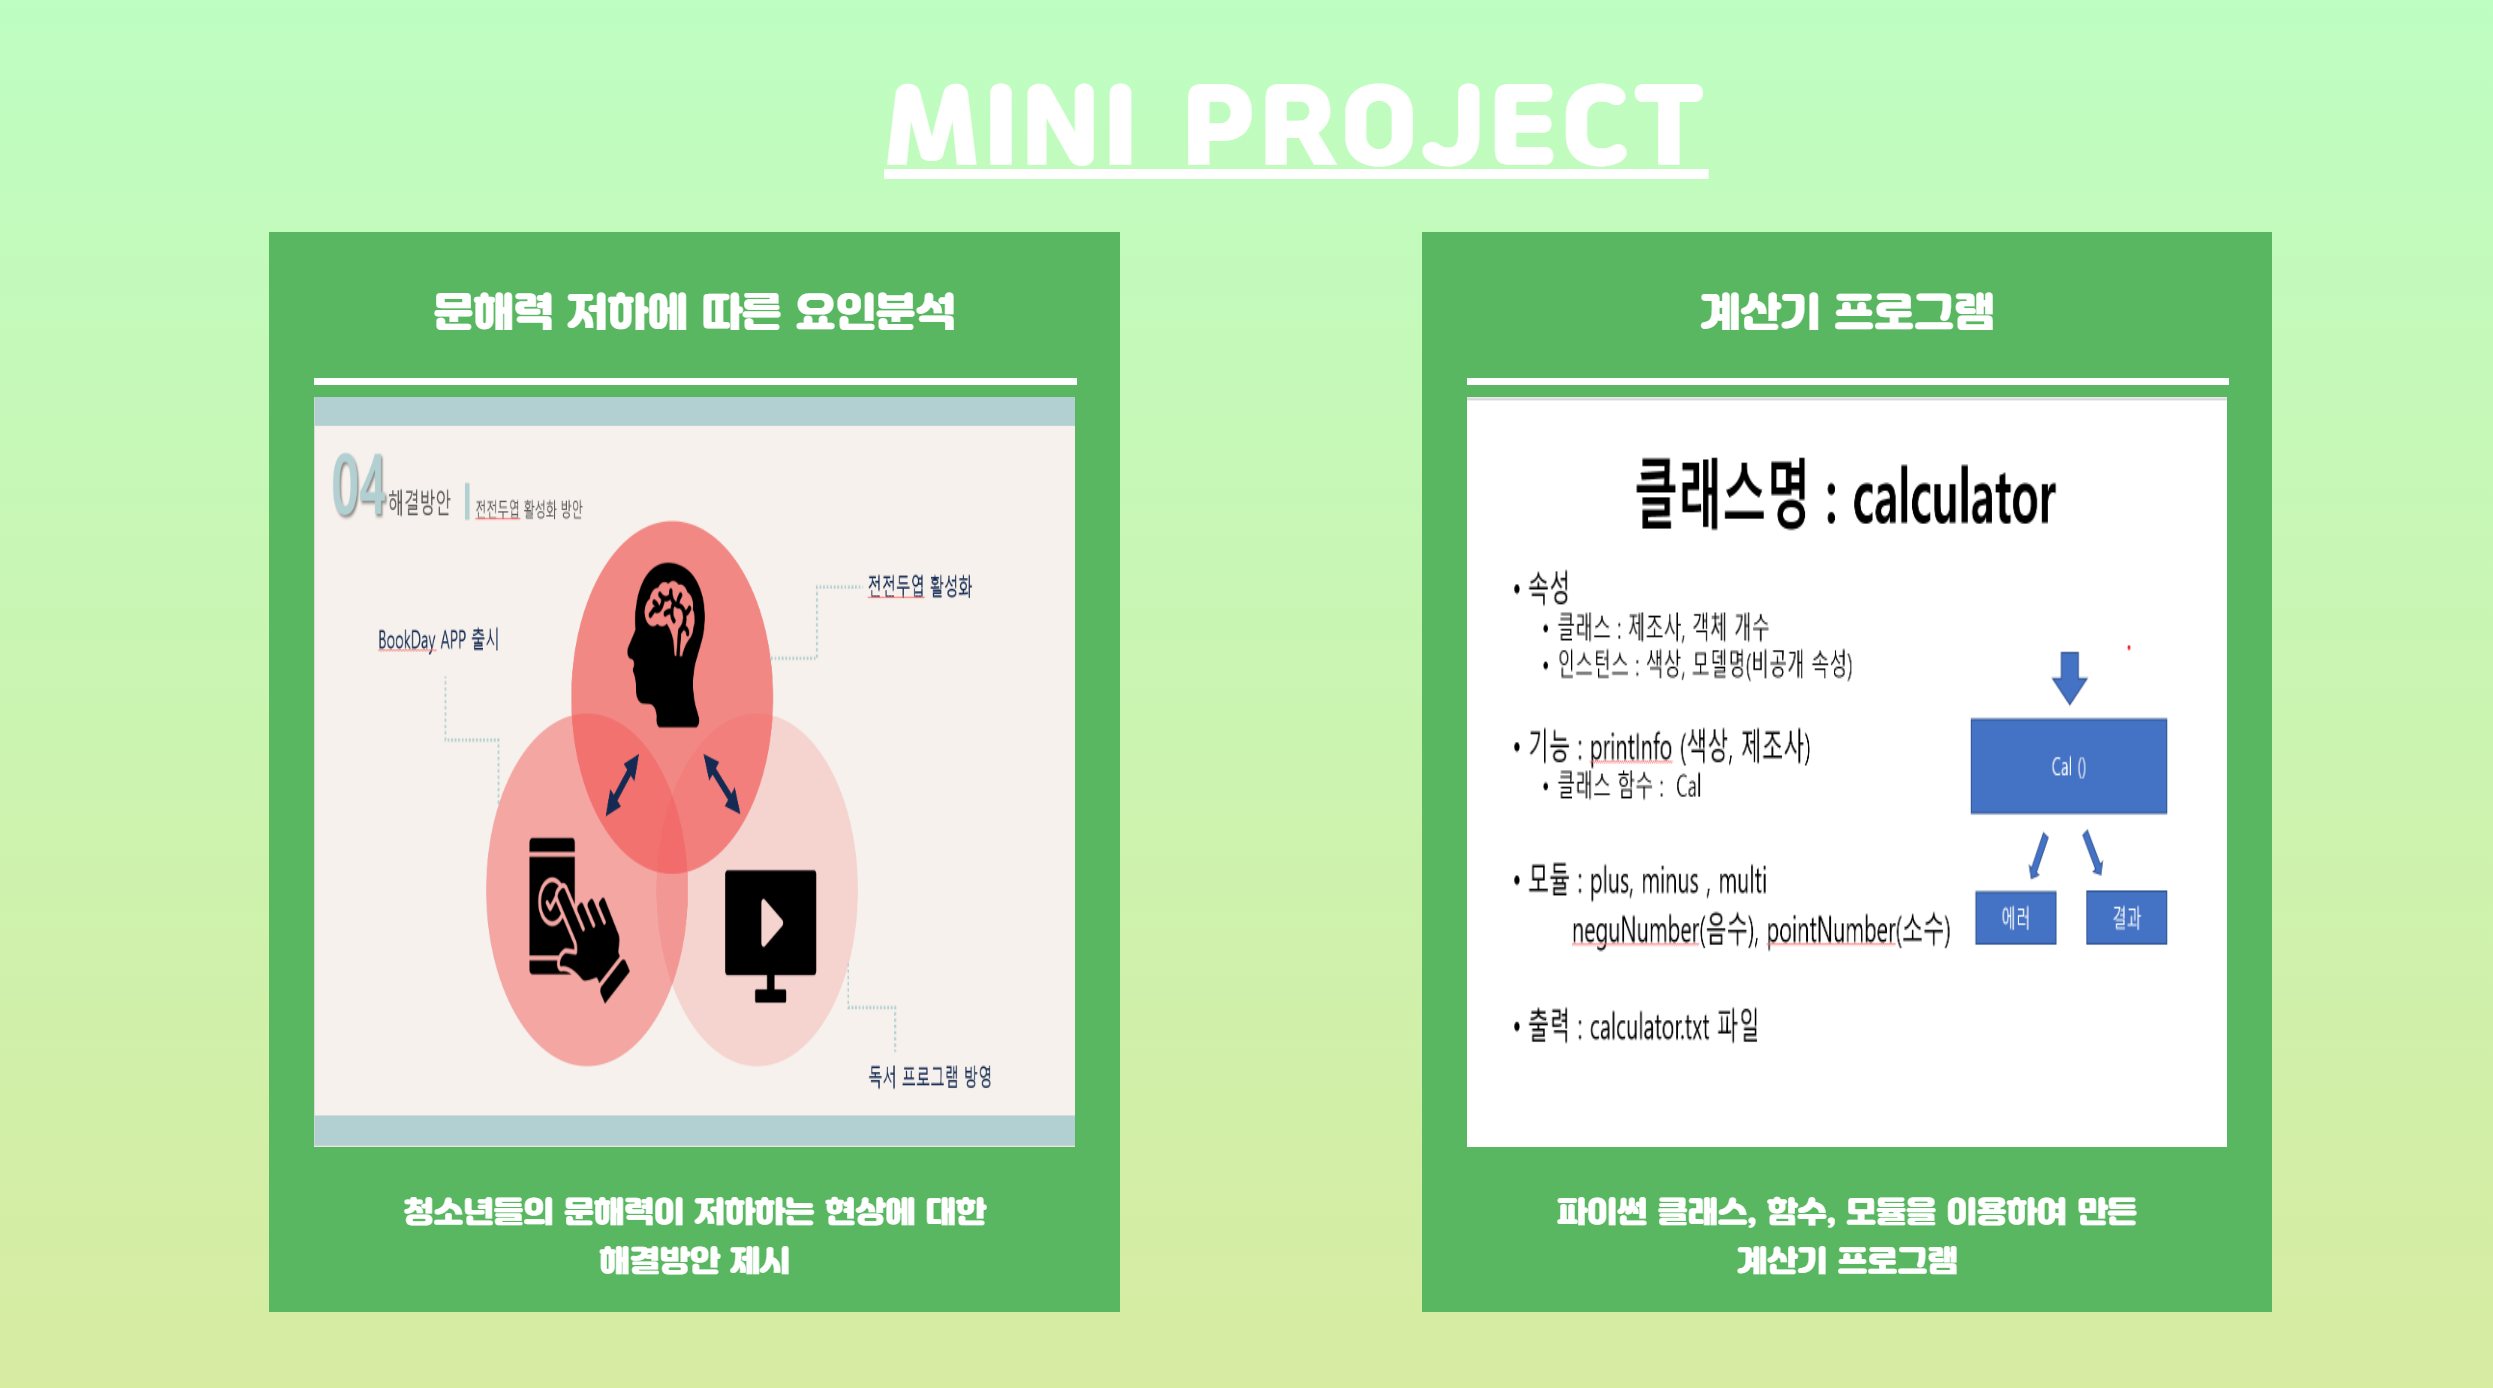 MINI PROJECT
문해력 저하에 따른 요인분석
04 해결방안 전전두엽 활성화 방안
전전두엽 활성화
BookDay APP 출시
독서 프로그램 방영
청소년들의 문해력이 저하하는 현상에 대한
해결방안 제시
계산기 프로그램
클래스명 : calculator
• 속성
• 클래스 : 제조사, 객체 개수
• 인스턴스 : 색상, 모델명(비공개 속성)
• 기능 : printInfo (색상, 제조사)
• 클래스 함수 : Cal
• 모듈 : plus, minus , multi
neguNumber(음수), pointNumber(소수)
• 출력 : calculator.txt 파일
Cal ()
에러
결과
파이썬 클래스, 함수, 모듈을 이용하여 만든
계산기 프로그램